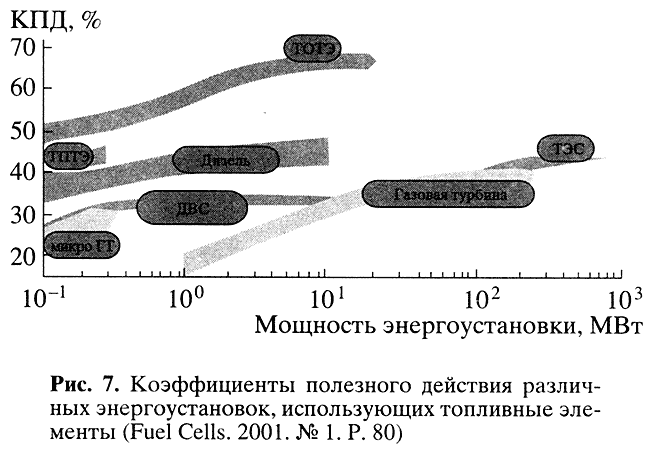 КПД, %
70
ТОТЭ
60
50
ТПТЭ
Дизель
ТЭС
40
Газовая турбина
30
ДВС
микро ГТ
20
10⁻¹ 10⁰ 10¹ 10² 10³
Мощность энергоустановки, МВт
Рис. 7. Коэффициенты полезного действия различ-
ных энергоустановок, использующих топливные эле-
менты (Fuel Cells. 2001. № 1. P. 80)